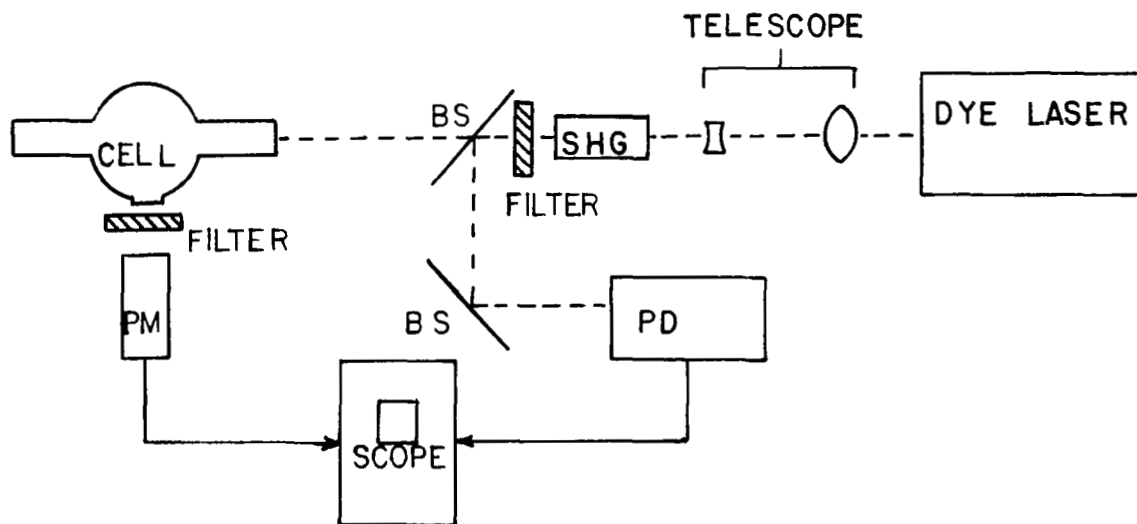 TELESCOPE
DYE LASER
BS
SHG
CELL
FILTER
FILTER
PM
BS
PD
SCOPE